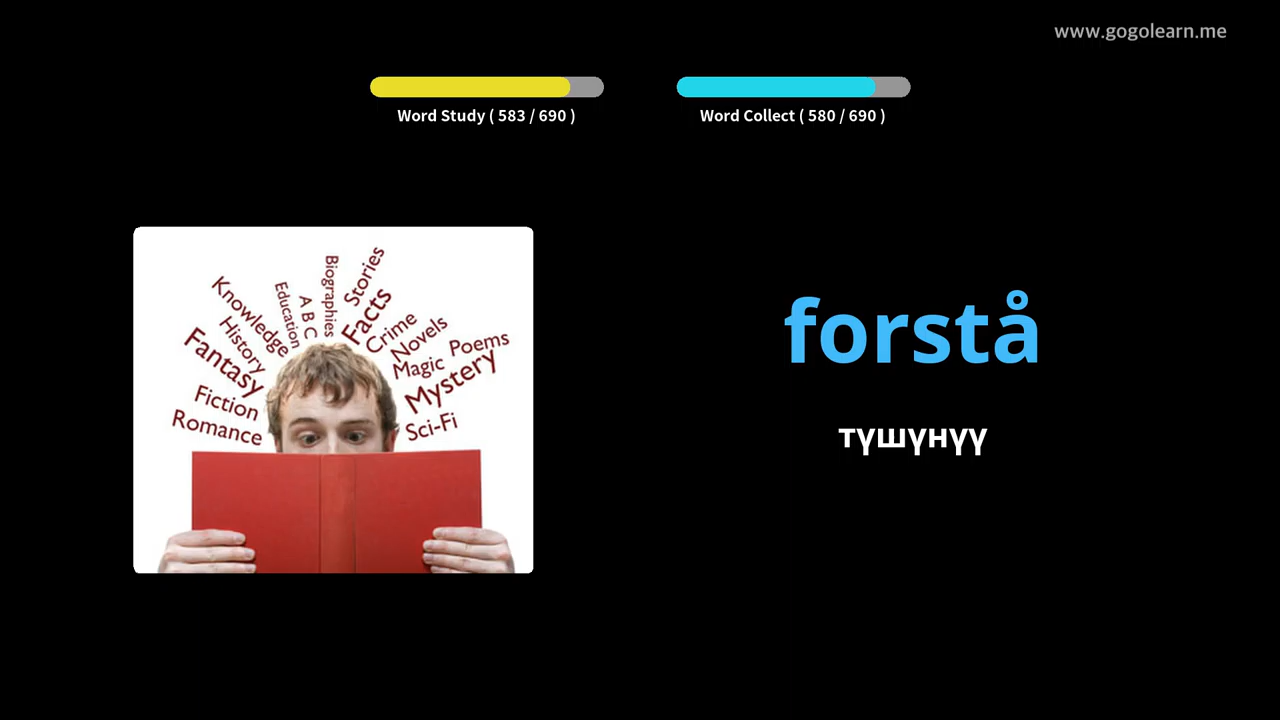 www.gogolearn.me
Word Study ( 583 / 690 )
Word Collect ( 580 / 690 )
Knowledge
History
Fantasy
Fiction
Romance
Education
A B C
Biographies
Stories
Facts
Crime
Novels
Magic
Poems
Mystery
Sci-Fi
forstå
түшүнүү